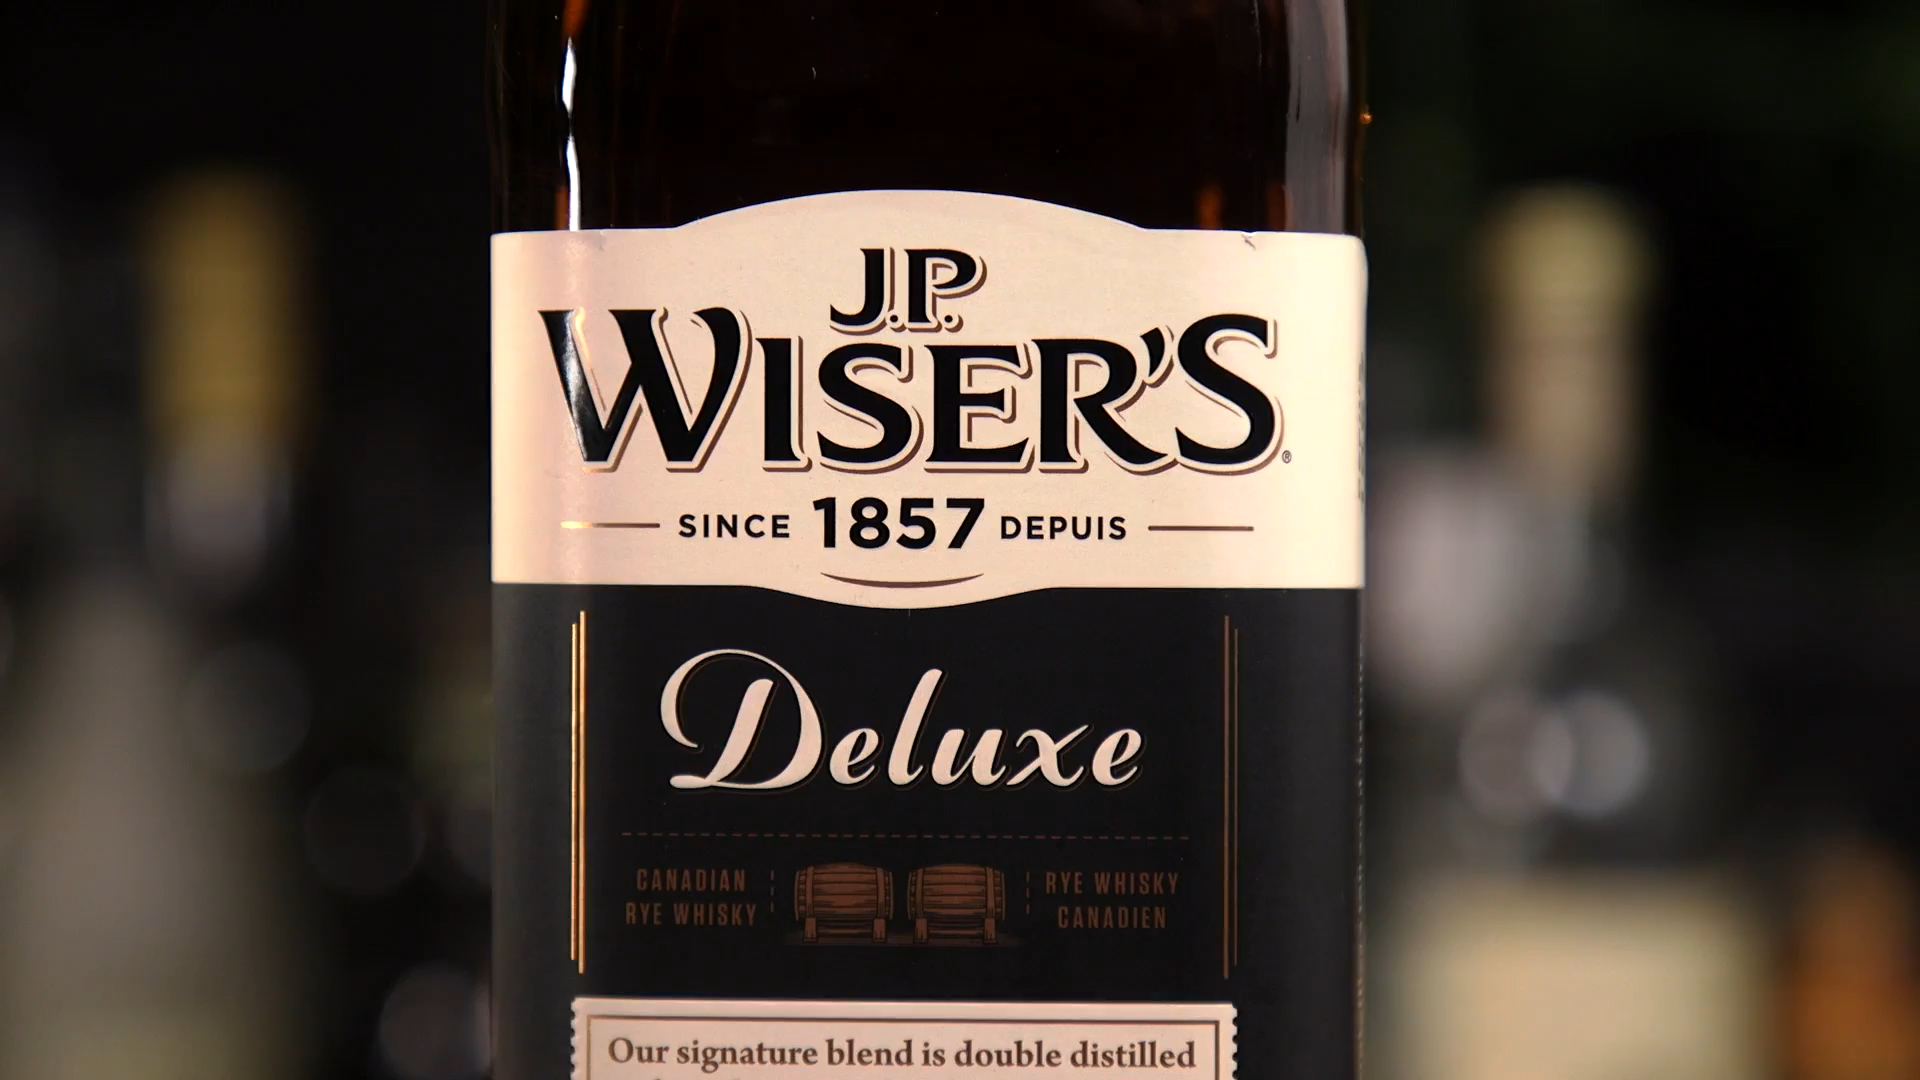 J.P.
WISER'S®
SINCE 1857 DEPUIS
Deluxe
CANADIAN
RYE WHISKY
RYE WHISKY
CANADIEN
Our signature blend is double distilled